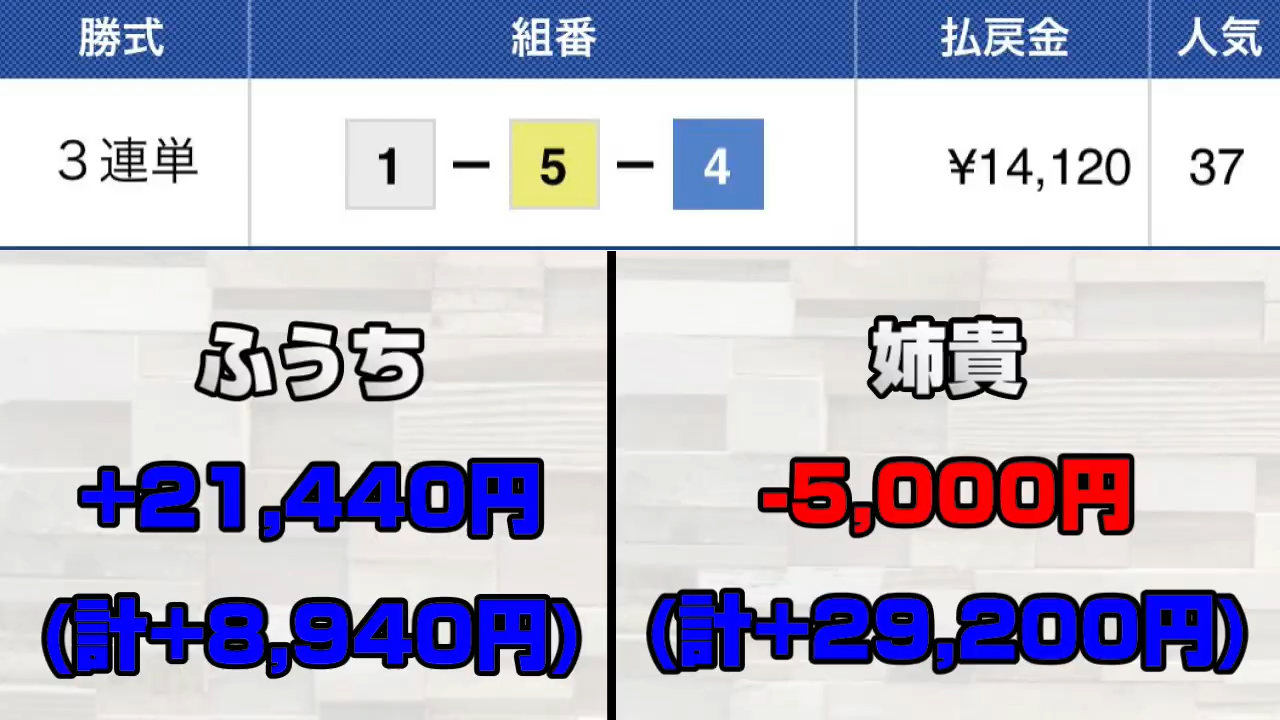 勝式 組番 払戻金 人気
３連単 1 - 5 - 4 ¥14,120 37
ふうち
+21,440円
(計+8,940円)
姉貴
-5,000円
(計+29,200円)